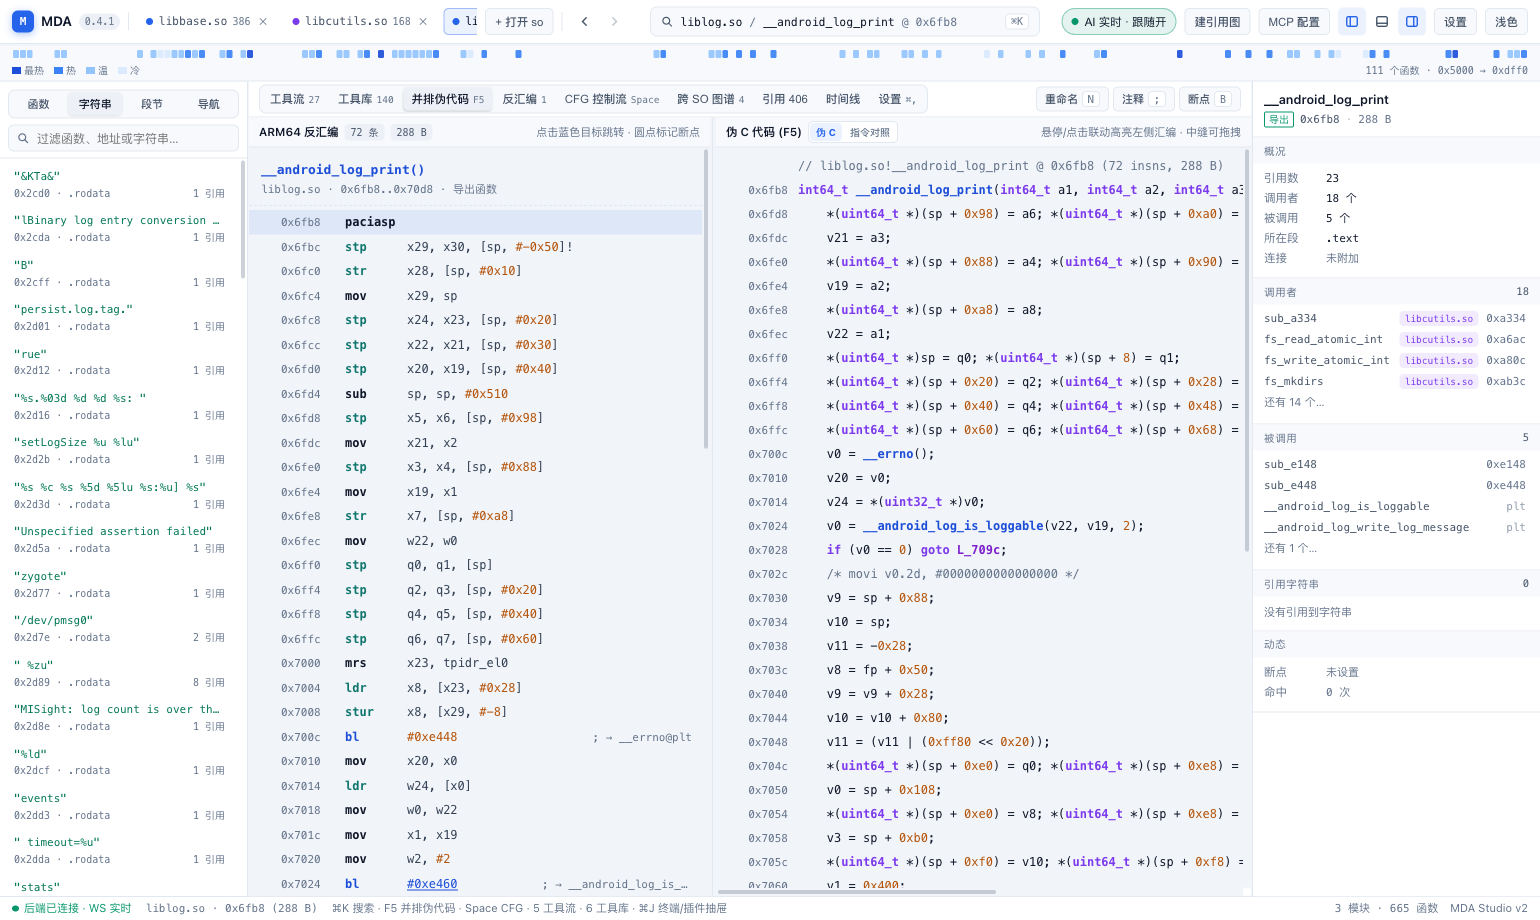 M MDA 0.4.1 libbase.so 386 × libcutils.so 168 × li + 打开 so liblog.so / __android_log_print @ 0x6fb8 ⌘K AI 实时 · 跟随开 建引用图 MCP 配置 设置 浅色
最热 热 温 冷 111 个函数 · 0x5000 → 0xdff0
函数 字符串 段节 导航
过滤函数、地址或字符串…
"&KTa&"
0x2cd0 · .rodata 1 引用
"lBinary log entry conversion …
0x2cda · .rodata 1 引用
"B"
0x2cff · .rodata 1 引用
"persist.log.tag."
0x2d01 · .rodata 1 引用
"rue"
0x2d12 · .rodata 1 引用
"%s.%03d %d %d %s: "
0x2d16 · .rodata 1 引用
"setLogSize %u %lu"
0x2d2b · .rodata 1 引用
"%s %c %s %5d %5lu %s:%u] %s"
0x2d3d · .rodata 1 引用
"Unspecified assertion failed"
0x2d5a · .rodata 1 引用
"zygote"
0x2d77 · .rodata 1 引用
"/dev/pmsg0"
0x2d7e · .rodata 2 引用
" %zu"
0x2d89 · .rodata 8 引用
"MISight: log count is over th…
0x2d8e · .rodata 1 引用
"%ld"
0x2dcf · .rodata 1 引用
"events"
0x2dd3 · .rodata 1 引用
" timeout=%u"
0x2dda · .rodata 1 引用
"stats"
工具流 27 工具库 140 并排伪代码 F5 反汇编 1 CFG 控制流 Space 跨 SO 图谱 4 引用 406 时间线 设置 ⌘, 重命名 N 注释 ; 断点 B
ARM64 反汇编 72 条 288 B 点击蓝色目标跳转 · 圆点标记断点
__android_log_print()
liblog.so · 0x6fb8..0x70d8 · 导出函数
0x6fb8 paciasp
0x6fbc stp x29, x30, [sp, #-0x50]!
0x6fc0 str x28, [sp, #0x10]
0x6fc4 mov x29, sp
0x6fc8 stp x24, x23, [sp, #0x20]
0x6fcc stp x22, x21, [sp, #0x30]
0x6fd0 stp x20, x19, [sp, #0x40]
0x6fd4 sub sp, sp, #0x510
0x6fd8 stp x5, x6, [sp, #0x98]
0x6fdc mov x21, x2
0x6fe0 stp x3, x4, [sp, #0x88]
0x6fe4 mov x19, x1
0x6fe8 str x7, [sp, #0xa8]
0x6fec mov w22, w0
0x6ff0 stp q0, q1, [sp]
0x6ff4 stp q2, q3, [sp, #0x20]
0x6ff8 stp q4, q5, [sp, #0x40]
0x6ffc stp q6, q7, [sp, #0x60]
0x7000 mrs x23, tpidr_el0
0x7004 ldr x8, [x23, #0x28]
0x7008 stur x8, [x29, #-8]
0x700c bl #0xe448 ; → __errno@plt
0x7010 mov x20, x0
0x7014 ldr w24, [x0]
0x7018 mov w0, w22
0x701c mov x1, x19
0x7020 mov w2, #2
0x7024 bl #0xe460 ; → __android_log_is_…
伪 C 代码 (F5) 伪 C 指令对照 悬停/点击联动高亮左侧汇编 · 中缝可拖拽
// liblog.so!__android_log_print @ 0x6fb8 (72 insns, 288 B)
0x6fb8 int64_t __android_log_print(int64_t a1, int64_t a2, int64_t a3
0x6fd8 *(uint64_t *)(sp + 0x98) = a6; *(uint64_t *)(sp + 0xa0) =
0x6fdc v21 = a3;
0x6fe0 *(uint64_t *)(sp + 0x88) = a4; *(uint64_t *)(sp + 0x90) =
0x6fe4 v19 = a2;
0x6fe8 *(uint64_t *)(sp + 0xa8) = a8;
0x6fec v22 = a1;
0x6ff0 *(uint64_t *)sp = q0; *(uint64_t *)(sp + 8) = q1;
0x6ff4 *(uint64_t *)(sp + 0x20) = q2; *(uint64_t *)(sp + 0x28) =
0x6ff8 *(uint64_t *)(sp + 0x40) = q4; *(uint64_t *)(sp + 0x48) =
0x6ffc *(uint64_t *)(sp + 0x60) = q6; *(uint64_t *)(sp + 0x68) =
0x700c v0 = __errno();
0x7010 v20 = v0;
0x7014 v24 = *(uint32_t *)v0;
0x7024 v0 = __android_log_is_loggable(v22, v19, 2);
0x7028 if (v0 == 0) goto L_709c;
0x702c /* movi v0.2d, #0000000000000000 */
0x7030 v9 = sp + 0x88;
0x7034 v10 = sp;
0x7038 v11 = -0x28;
0x703c v8 = fp + 0x50;
0x7040 v9 = v9 + 0x28;
0x7044 v10 = v10 + 0x80;
0x7048 v11 = (v11 | (0xff80 << 0x20));
0x704c *(uint64_t *)(sp + 0xe0) = q0; *(uint64_t *)(sp + 0xe8) =
0x7050 v0 = sp + 0x108;
0x7054 *(uint64_t *)(sp + 0xe0) = v8; *(uint64_t *)(sp + 0xe8) =
0x7058 v3 = sp + 0xb0;
0x705c *(uint64_t *)(sp + 0xf0) = v10; *(uint64_t *)(sp + 0xf8) =
0x7060 v1 = 0x400;
__android_log_print
导出 0x6fb8 · 288 B
概况
引用数 23
调用者 18 个
被调用 5 个
所在段 .text
连接 未附加
调用者 18
sub_a334 libcutils.so 0xa334
fs_read_atomic_int libcutils.so 0xa6ac
fs_write_atomic_int libcutils.so 0xa80c
fs_mkdirs libcutils.so 0xab3c
还有 14 个…
被调用 5
sub_e148 0xe148
sub_e448 0xe448
__android_log_is_loggable plt
__android_log_write_log_message plt
还有 1 个…
引用字符串 0
没有引用到字符串
动态
断点 未设置
命中 0 次
后端已连接 · WS 实时 liblog.so · 0x6fb8 (288 B) ⌘K 搜索 · F5 并排伪代码 · Space CFG · 5 工具流 · 6 工具库 · ⌘J 终端/插件抽屉 3 模块 · 665 函数 MDA Studio v2